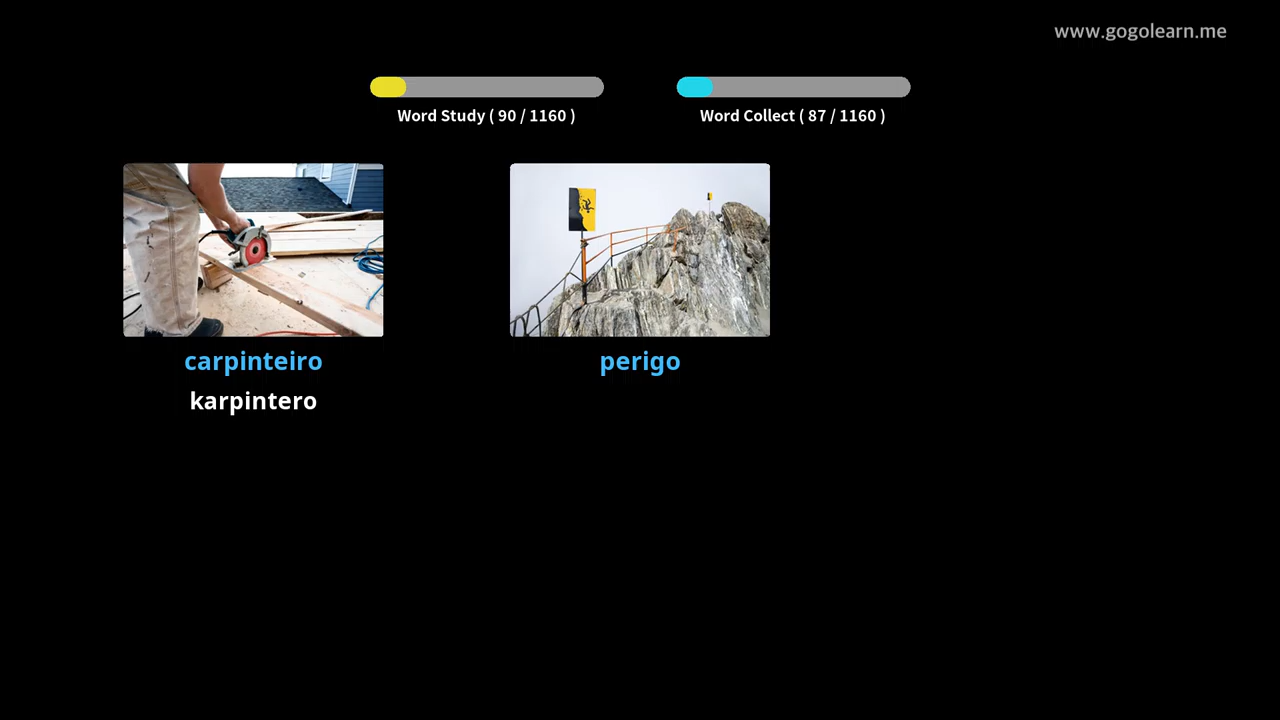 www.gogolearn.me
Word Study ( 90 / 1160 )
Word Collect ( 87 / 1160 )
carpinteiro
perigo
karpintero